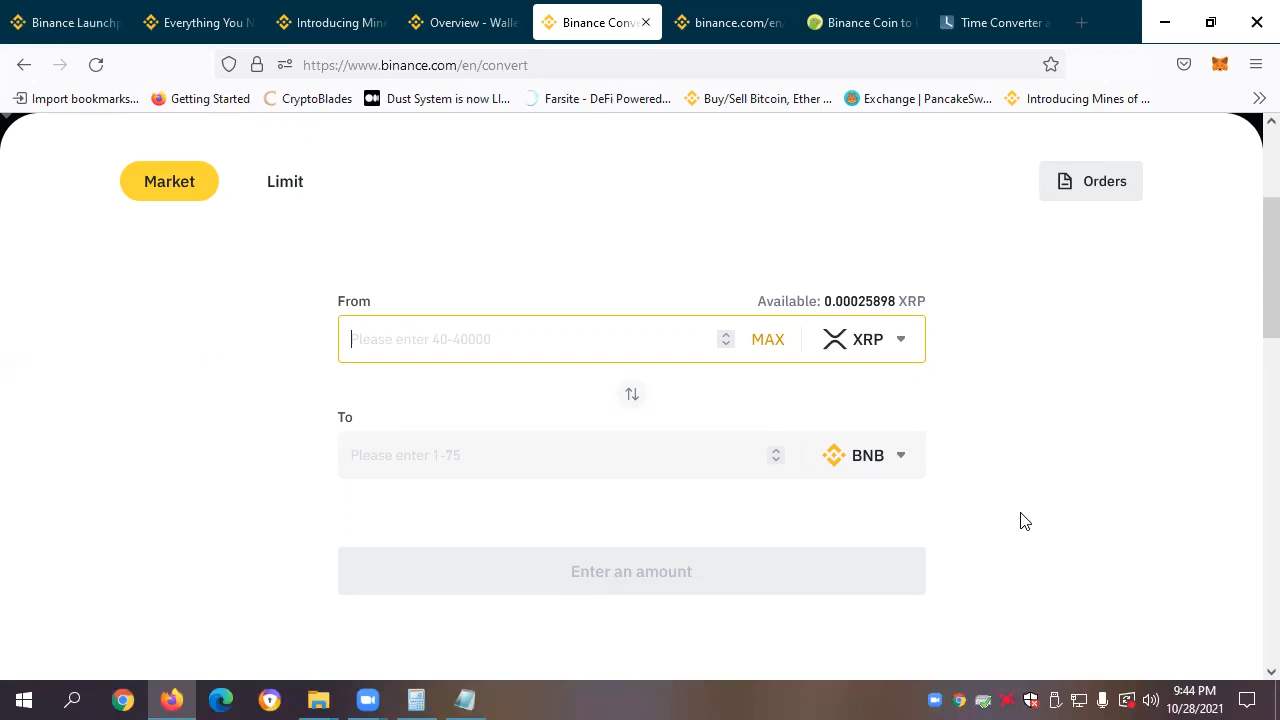 Binance Launchp
Everything You N
Introducing Mine
Overview - Walle
Binance Conv
binance.com/en/
Binance Coin to
Time Converter a
https://www.binance.com/en/convert
Import bookmarks...
Getting Started
CryptoBlades
Dust System is now LI...
Farsite - DeFi Powered...
Buy/Sell Bitcoin, Ether ...
Exchange | PancakeSw...
Introducing Mines of ...
Market
Limit
Orders
From
Available: 0.00025898 XRP
Please enter 40-40000
MAX
XRP
To
Please enter 1-75
BNB
Enter an amount
9:44 PM
10/28/2021